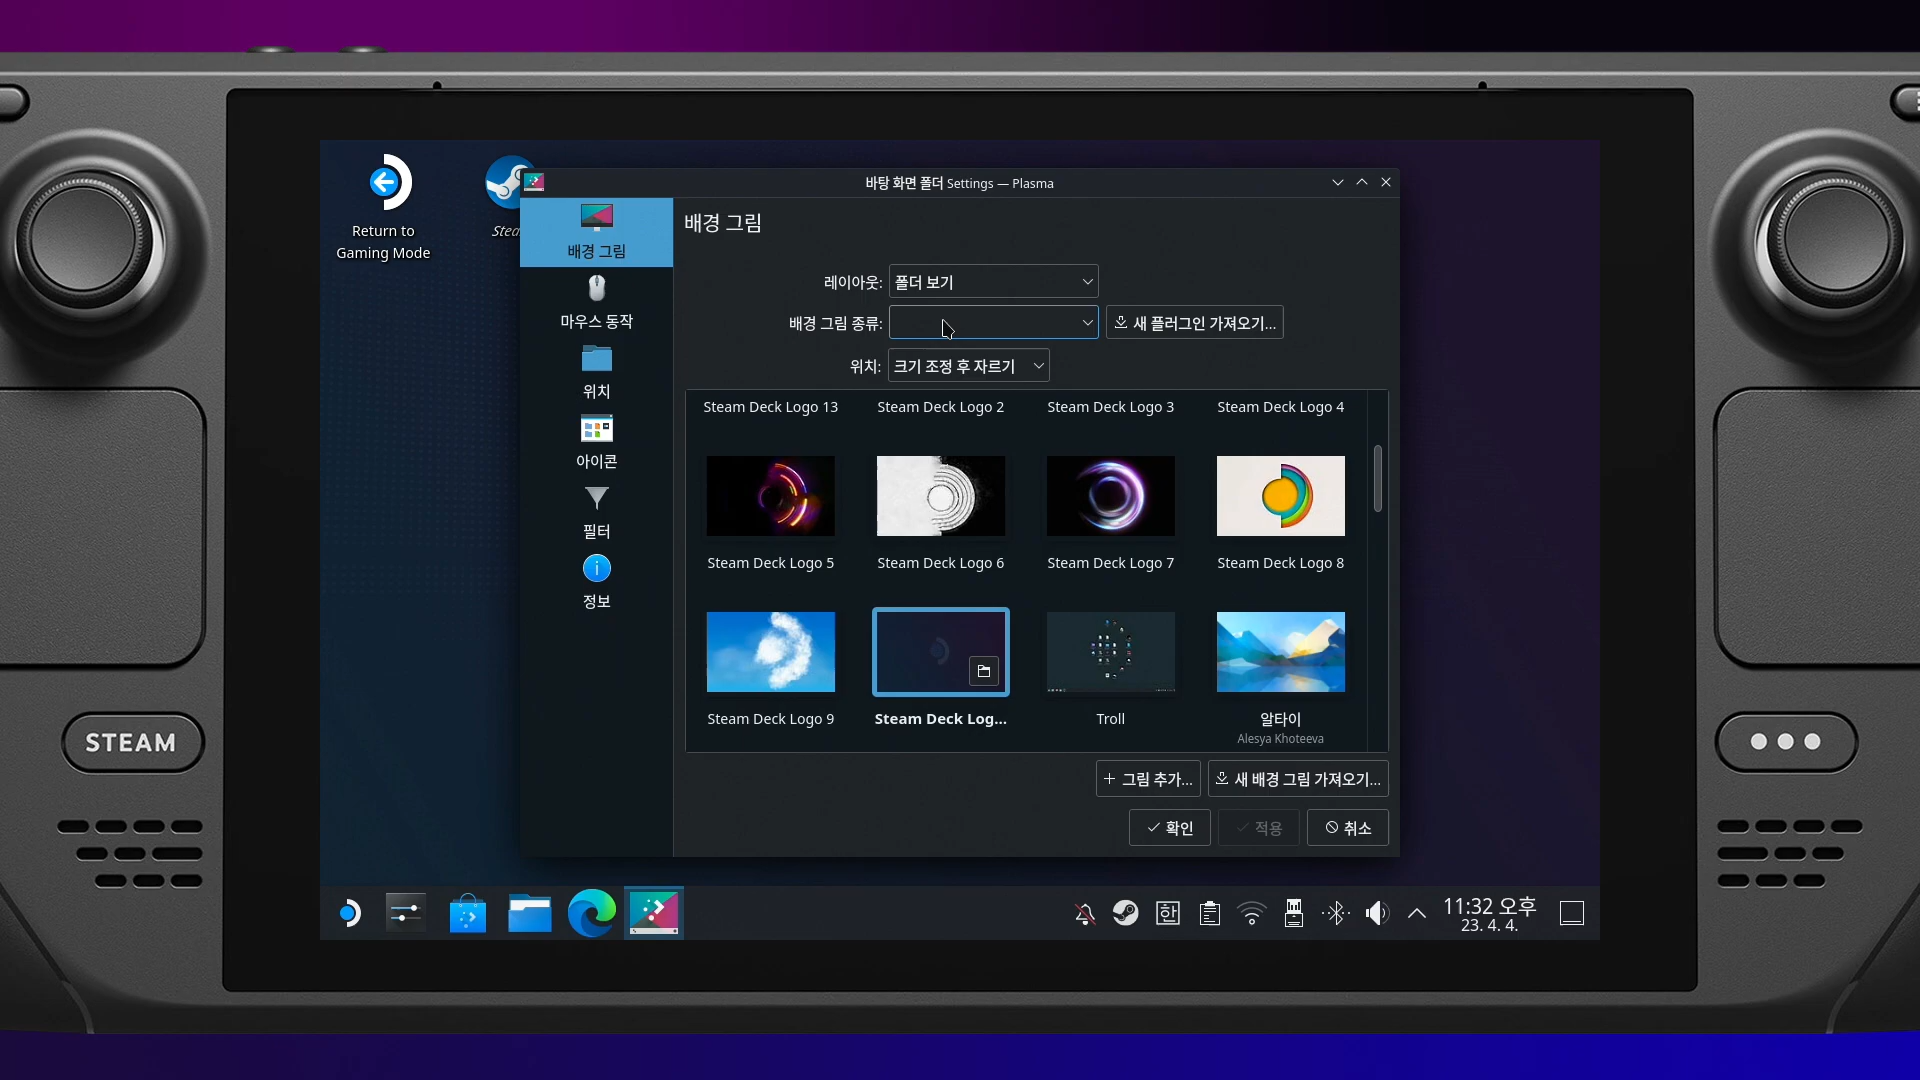 Return to
Gaming Mode
Stea
바탕 화면 폴더 Settings — Plasma
배경 그림
마우스 동작
위치
아이콘
필터
정보
배경 그림
레이아웃: 폴더 보기
배경 그림 종류: 새 플러그인 가져오기...
위치: 크기 조정 후 자르기
Steam Deck Logo 13 Steam Deck Logo 2 Steam Deck Logo 3 Steam Deck Logo 4
Steam Deck Logo 5 Steam Deck Logo 6 Steam Deck Logo 7 Steam Deck Logo 8
Steam Deck Logo 9 Steam Deck Log... Troll 알타이
Alesya Khoteeva
그림 추가... 새 배경 그림 가져오기...
확인 적용 취소
STEAM
한
11:32 오후
23. 4. 4.